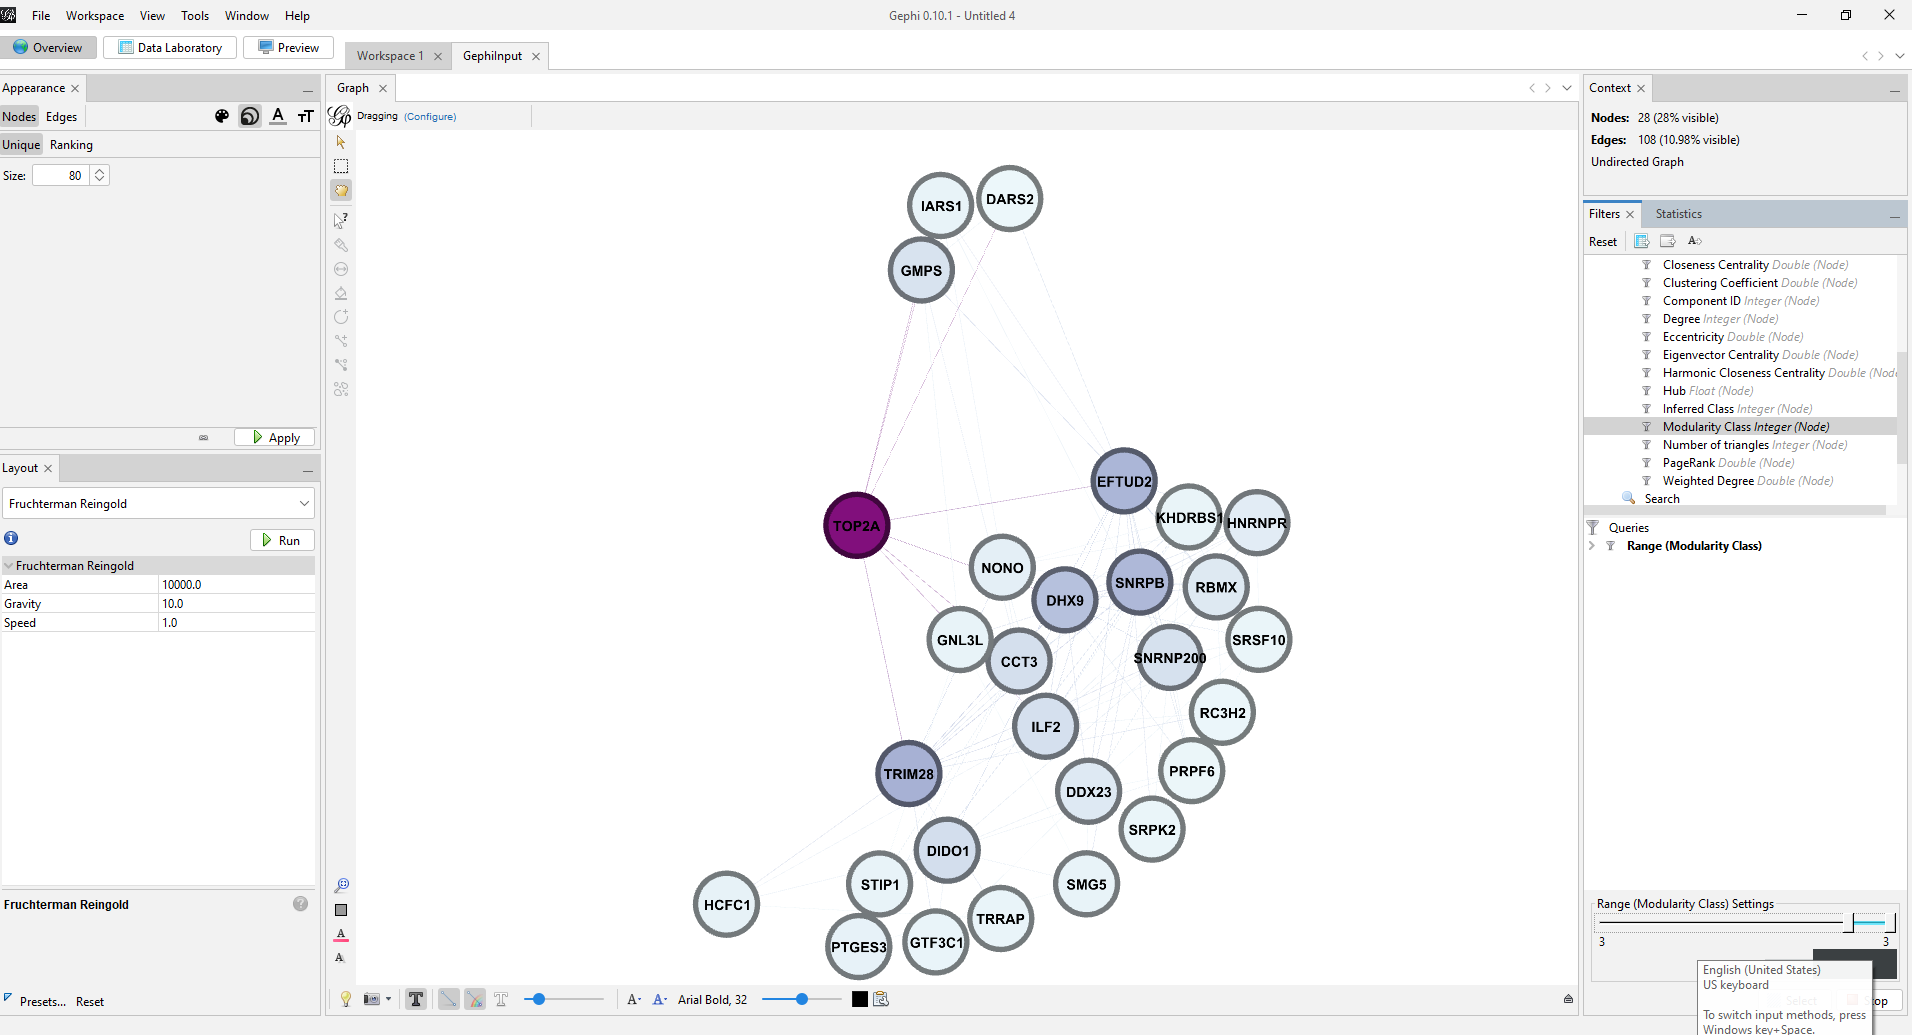 File Workspace View Tools Window Help
Gephi 0.10.1 - Untitled 4
Overview Data Laboratory Preview
Workspace 1 GephiInput
Appearance
Nodes Edges
Unique Ranking
Size: 80
Apply
Layout
Fruchterman Reingold
Run
Fruchterman Reingold
Area 10000.0
Gravity 10.0
Speed 1.0
Fruchterman Reingold
Presets... Reset
Graph
Dragging (Configure)
IARS1
DARS2
GMPS
EFTUD2
TOP2A
KHDRBS1
HNRNPR
NONO
DHX9
SNRPB
RBMX
GNL3L
CCT3
SNRNP200
SRSF10
ILF2
RC3H2
TRIM28
DDX23
PRPF6
SRPK2
DIDO1
STIP1
SMG5
HCFC1
TRRAP
PTGES3
GTF3C1
Arial Bold, 32
Context
Nodes: 28 (28% visible)
Edges: 108 (10.98% visible)
Undirected Graph
Filters Statistics
Reset
Closeness Centrality Double (Node)
Clustering Coefficient Double (Node)
Component ID Integer (Node)
Degree Integer (Node)
Eccentricity Double (Node)
Eigenvector Centrality Double (Node)
Harmonic Closeness Centrality Double (Node
Hub Float (Node)
Inferred Class Integer (Node)
Modularity Class Integer (Node)
Number of triangles Integer (Node)
PageRank Double (Node)
Weighted Degree Double (Node)
Search
Queries
Range (Modularity Class)
Range (Modularity Class) Settings
3 3
English (United States)
US keyboard
To switch input methods, press
Windows key+Space.
Select